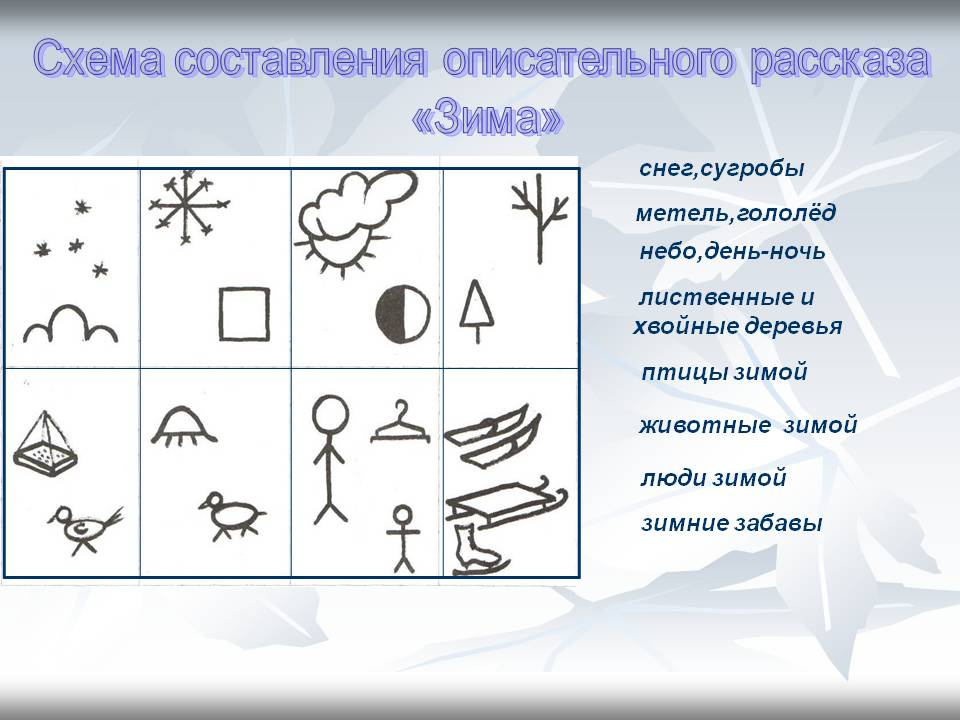 Схема составления описательного рассказа
«Зима»
снег,сугробы
метель,гололёд
небо,день-ночь
лиственные и
хвойные деревья
птицы зимой
животные зимой
люди зимой
зимние забавы